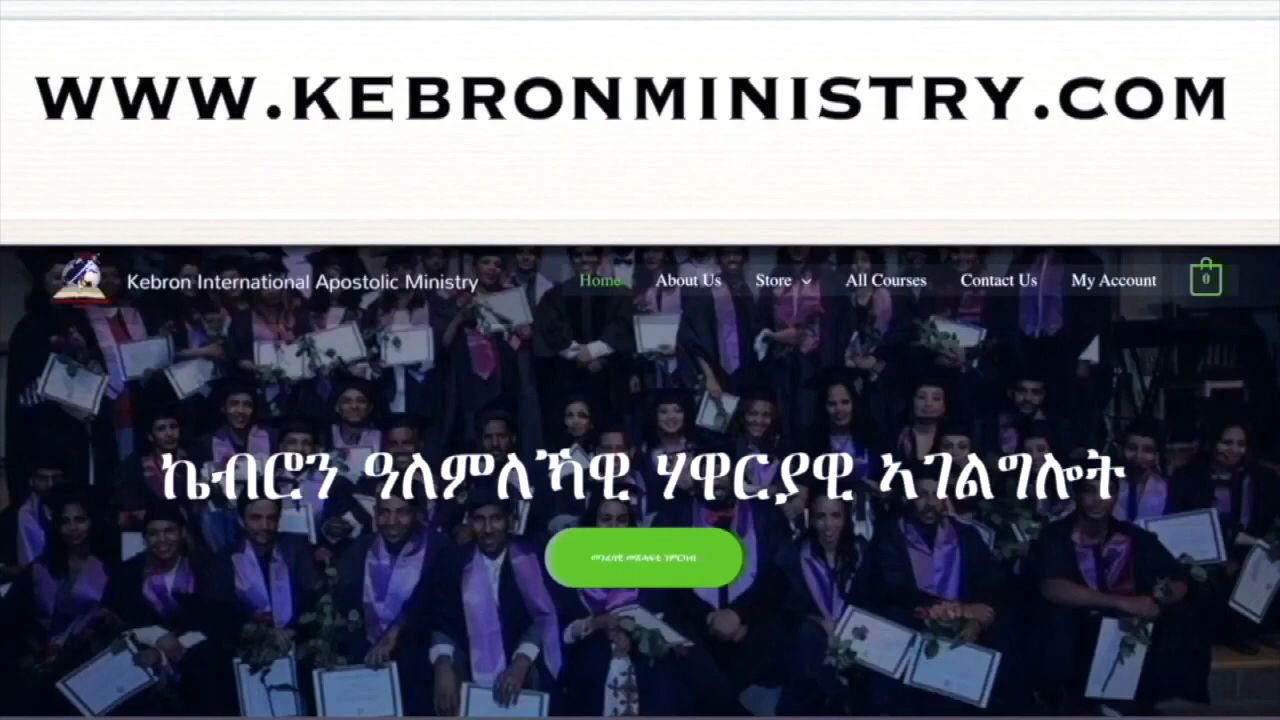 WWW.KEBRONMINISTRY.COM
Kebron International Apostolic Ministry
Home About Us Store All Courses Contact Us My Account 0
ኬብሮን ዓለምለኻዊ ሃዋርያዊ ኣገልግሎት